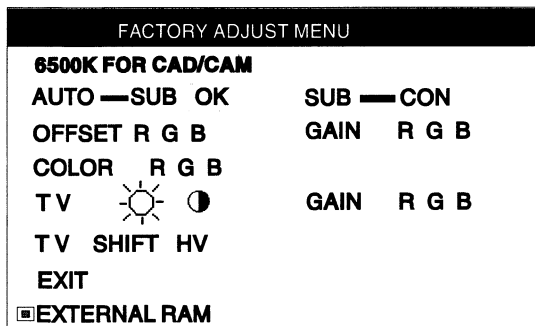 FACTORY ADJUST MENU
6500K FOR CAD/CAM
AUTO — SUB OK SUB — CON
OFFSET R G B GAIN R G B
COLOR R G B
TV GAIN R G B
TV SHIFT HV
EXIT
EXTERNAL RAM